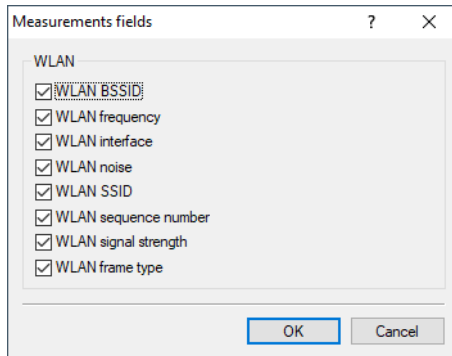 Measurements fields
?
WLAN
WLAN BSSID
WLAN frequency
WLAN interface
WLAN noise
WLAN SSID
WLAN sequence number
WLAN signal strength
WLAN frame type
OK
Cancel